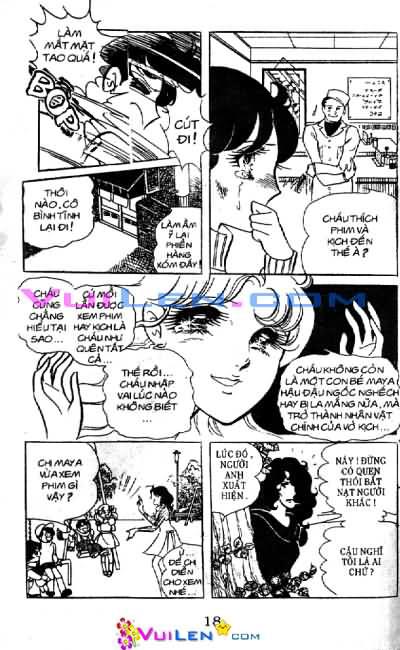 LÀM
MẤT MẶT
TAO QUÁ!
BỐP
CÚT
ĐI!
THÔI
NÀO, CÔ
BÌNH TĨNH
LẠI ĐI!
LÀM ẦM
Ỹ LẠI
PHIỀN
HÀNG
XÓM ĐẤY!
CHÁU THÍCH
PHIM VÀ
KỊCH ĐẾN
THẾ À?
CHÁU
CŨNG
CHẲNG
HIỂU TẠI
SAO...
CỨ MỖI
LẦN ĐƯỢC
XEM PHIM
HAY KỊCH LÀ
CHÁU NHƯ
QUÊN TẤT
CẢ...
THẾ RỒI...
CHÁU NHẬP
VAI LÚC NÀO
KHÔNG BIẾT
...
CHÁU KHÔNG CÒN
LÀ MỘT CON BÉ MAYA
HẬU ĐẬU NGỐC NGHẾCH
HAY BỊ LA MẮNG NỮA, MÀ
TRỞ THÀNH NHÂN VẬT
CHÍNH CỦA VỞ KỊCH...
VUILEN.COM
CHỊ MAYA
VỪA XEM
PHIM GÌ
VẬY?
Ừ...
ĐỂ CHỊ
DIỄN
CHO XEM
NHÉ...
LÚC ĐÓ,
NGƯỜI
ANH
XUẤT
HIỆN.
NÀY! ĐỪNG
CÓ QUEN
THÓI BẮT
NẠT NGƯỜI
KHÁC!
CẬU NGHĨ
TÔI LÀ AI
CHỨ?
18
VUILEN.COM